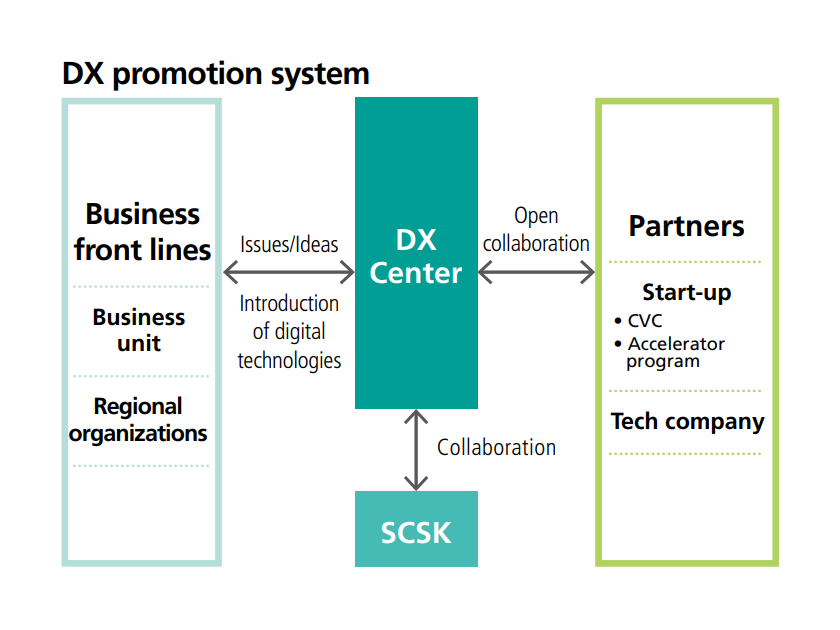 DX promotion system
Business
front lines
Business
unit
Regional
organizations
Issues/Ideas
Introduction
of digital
technologies
DX
Center
Collaboration
SCSK
Open
collaboration
Partners
Start-up
• CVC
• Accelerator
program
Tech company